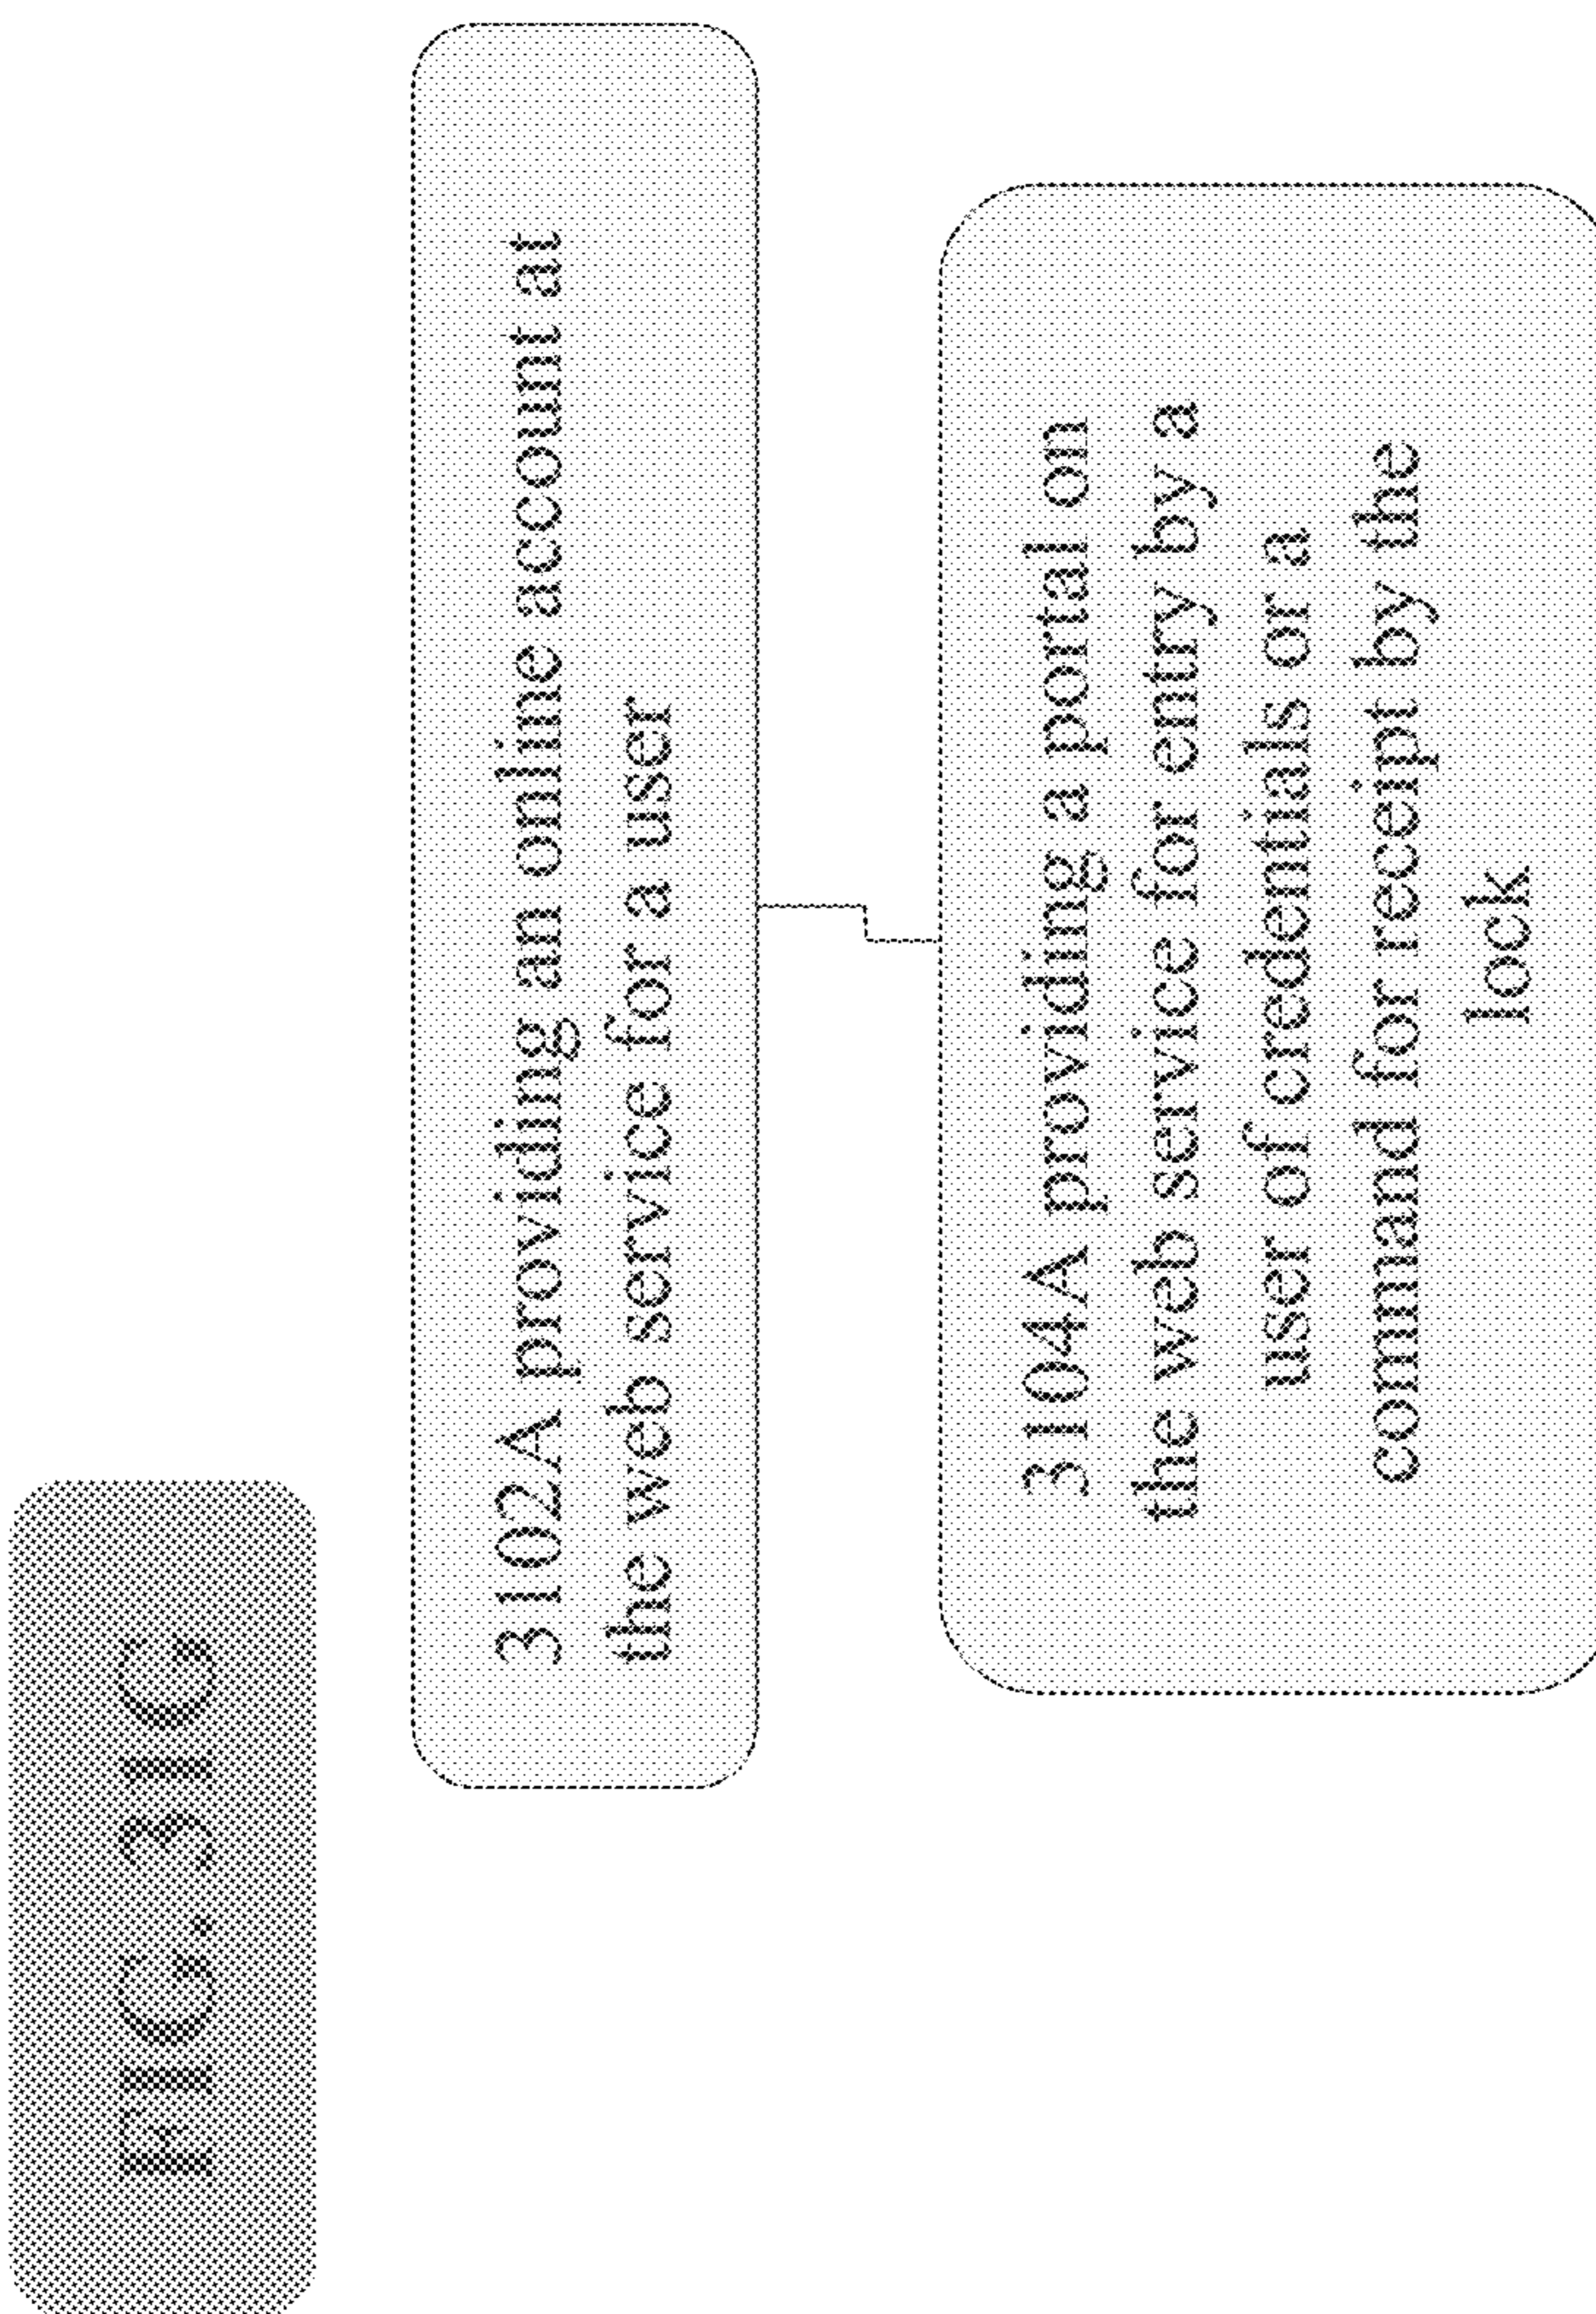 FIG. 31C
3102A providing an online account at
the web service for a user
3104A providing a portal on
the web service for entry by a
user of credentials or a
command for receipt by the
lock